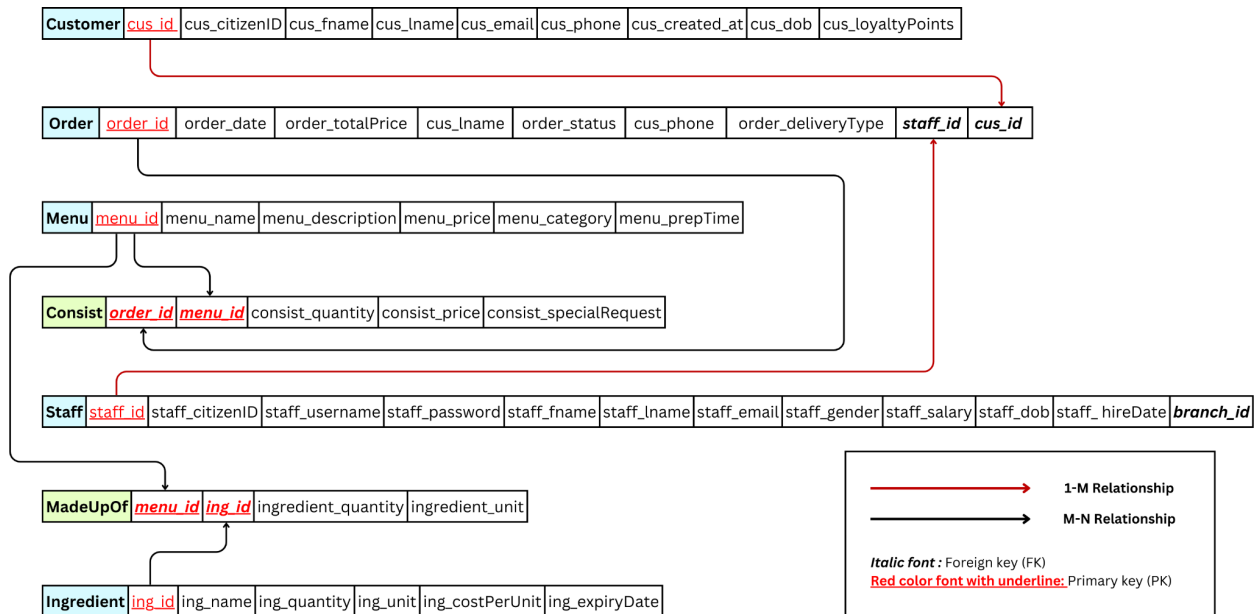 Customer cus_id cus_citizenID cus_fname cus_lname cus_email cus_phone cus_created_at cus_dob cus_loyaltyPoints
Order order_id order_date order_totalPrice cus_lname order_status cus_phone order_deliveryType staff_id cus_id
Menu menu_id menu_name menu_description menu_price menu_category menu_prepTime
Consist order_id menu_id consist_quantity consist_price consist_specialRequest
Staff staff_id staff_citizenID staff_username staff_password staff_fname staff_lname staff_email staff_gender staff_salary staff_dob staff_ hireDate branch_id
MadeUpOf menu_id ing_id ingredient_quantity ingredient_unit
Ingredient ing_id ing_name ing_quantity ing_unit ing_costPerUnit ing_expiryDate
1-M Relationship
M-N Relationship
Italic font : Foreign key (FK)
Red color font with underline: Primary key (PK)